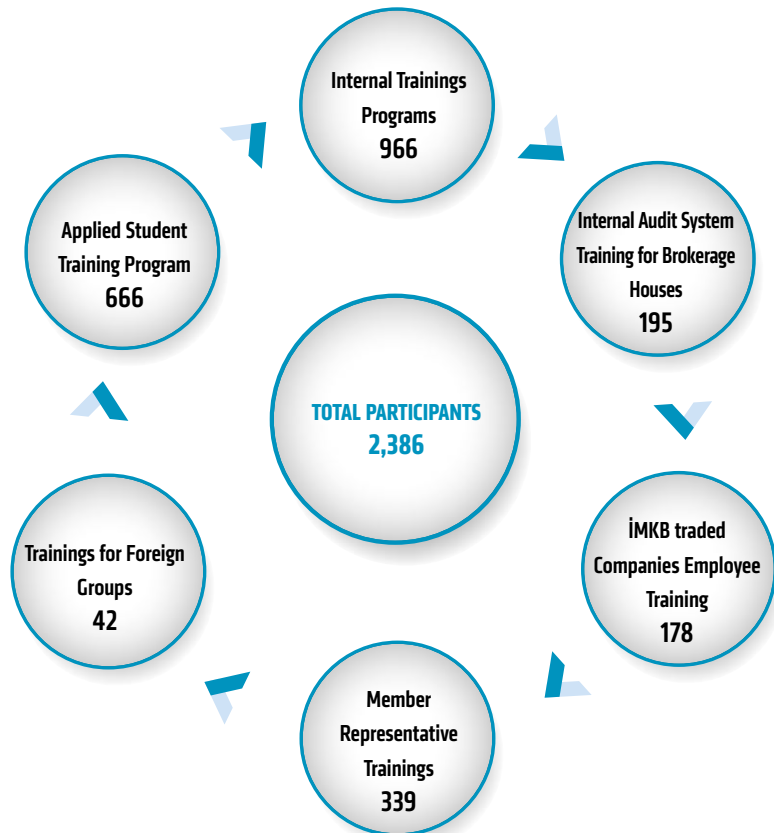 Internal Trainings
Programs
966
Internal Audit System
Training for Brokerage
Houses
195
İMKB traded
Companies Employee
Training
178
Member
Representative
Trainings
339
Trainings for Foreign
Groups
42
Applied Student
Training Program
666
TOTAL PARTICIPANTS
2,386